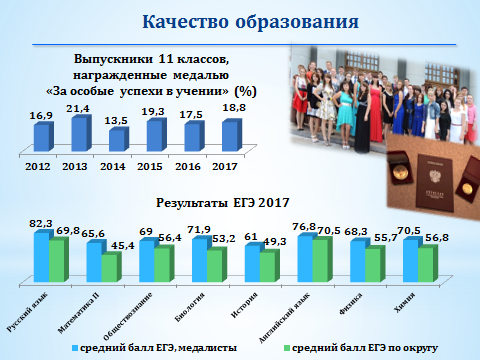 Качество образования
Выпускники 11 классов,
награжденные медалью
«За особые успехи в учении» (%)
16,9 21,4 13,5 19,3 17,5 18,8
2012 2013 2014 2015 2016 2017
Результаты ЕГЭ 2017
82,3 69,8 65,6 45,4 69 56,4 71,9 53,2 61 49,3 76,8 70,5 68,3 55,7 70,5 56,8
Русский язык Математика П Обществознание Биология История Английский язык Физика Химия
средний балл ЕГЭ, медалисты средний балл ЕГЭ по округу